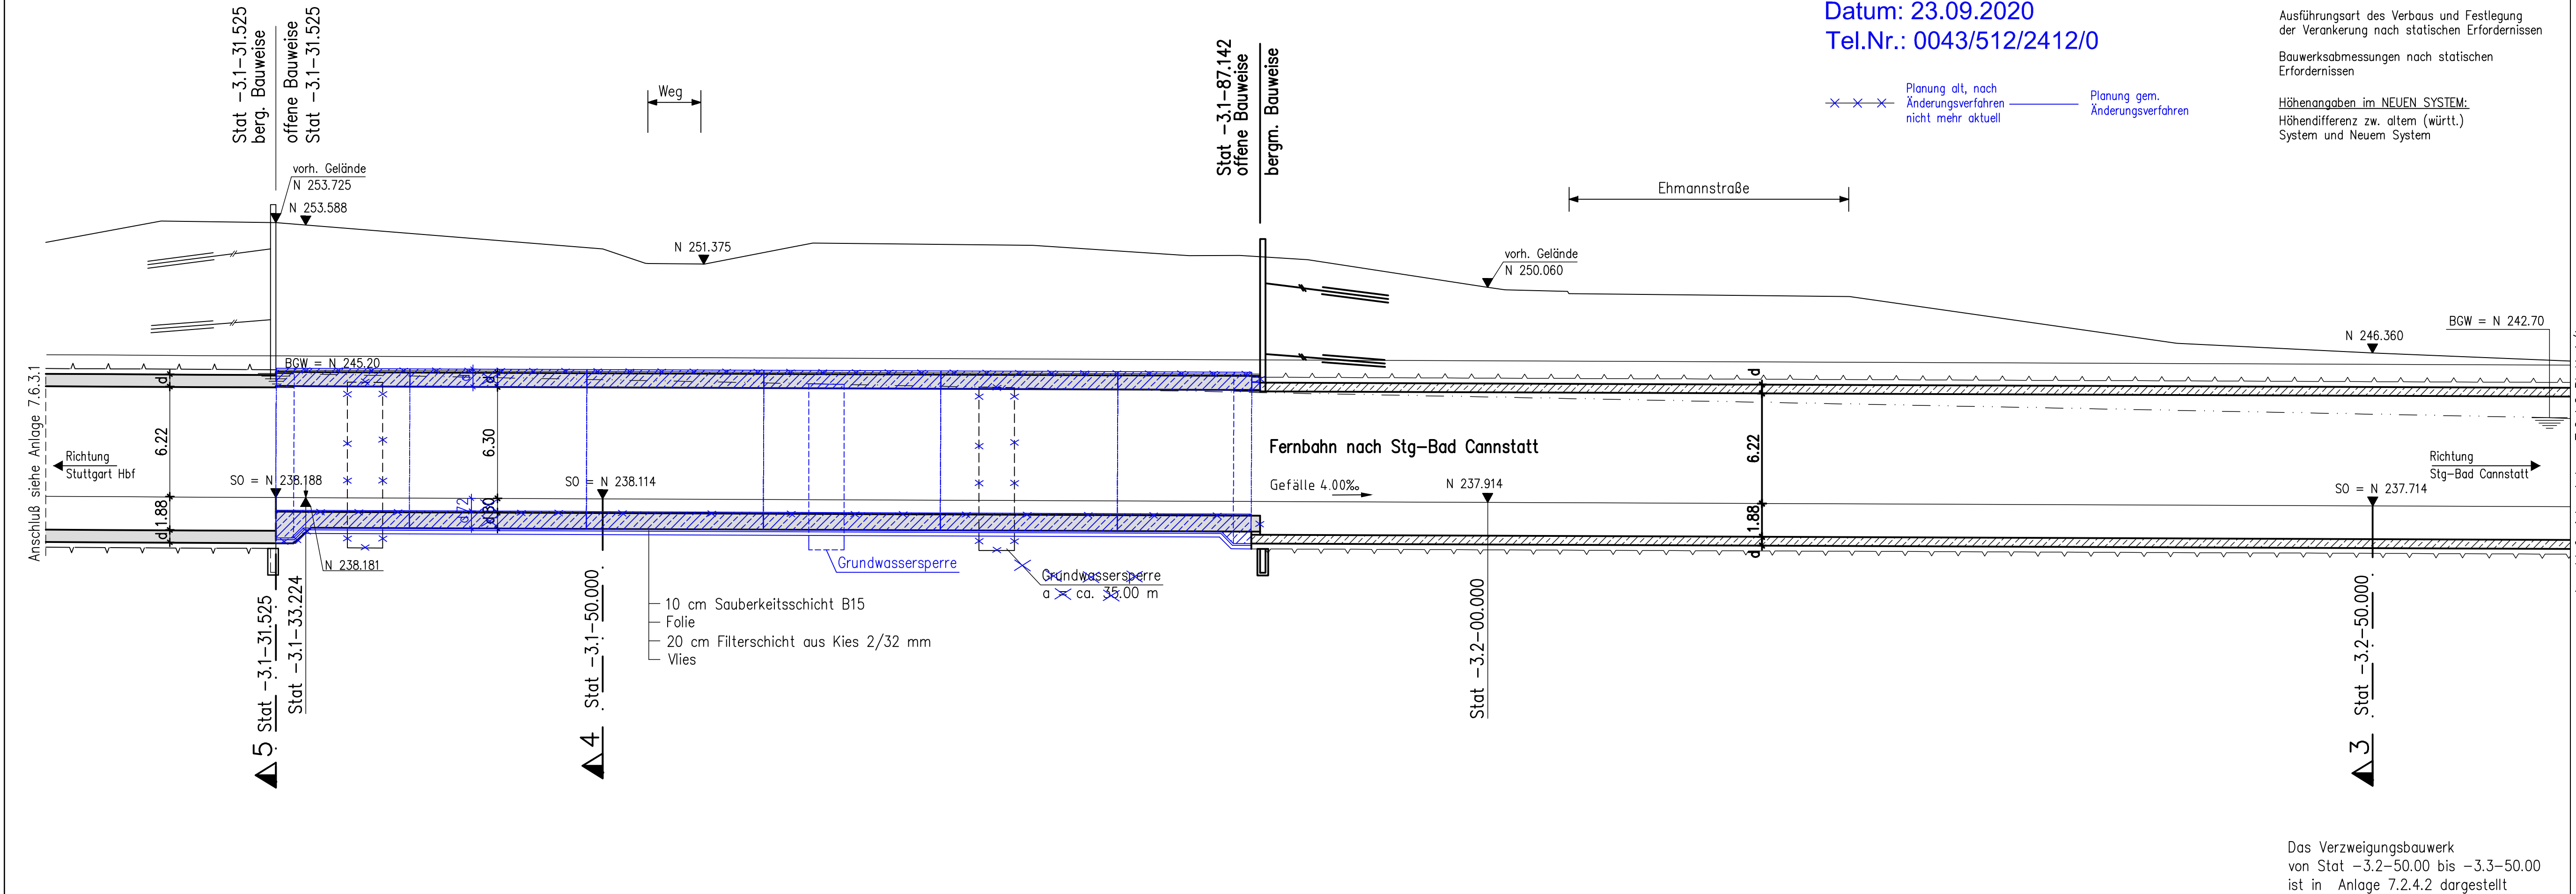 Stat -3.1-31.525
berg. Bauweise
offene Bauweise
Stat -3.1-31.525
Weg
Stat -3.1-87.142
offene Bauweise
bergm. Bauweise
Datum: 23.09.2020
Tel.Nr.: 0043/512/2412/0
Planung alt, nach
Änderungsverfahren
nicht mehr aktuell
Planung gem.
Änderungsverfahren
Ausführungsart des Verbaus und Festlegung
der Verankerung nach statischen Erfordernissen
Bauwerksabmessungen nach statischen
Erfordernissen
Höhenangaben im NEUEN SYSTEM:
Höhendifferenz zw. altem (württ.)
System und Neuem System
vorh. Gelände
N 253.725
N 253.588
N 251.375
Ehmannstraße
vorh. Gelände
N 250.060
N 246.360
BGW = N 242.70
BGW = N 245.20
Anschluß siehe Anlage 7.6.3.1
d
d
d
d
6.22
6.30
6.22
Richtung
Stuttgart Hbf
Fernbahn nach Stg-Bad Cannstatt
Gefälle 4.00‰
Richtung
Stg-Bad Cannstatt
SO = N 238.188
SO = N 238.114
N 237.914
SO = N 237.714
1.88
d
1.88
d
N 238.181
Grundwassersperre
Grundwassersperre
a = ca. 35.00 m
10 cm Sauberkeitsschicht B15
Folie
20 cm Filterschicht aus Kies 2/32 mm
Vlies
5 Stat -3.1-31.525
Stat -3.1-33.224
4 Stat -3.1-50.000
Stat -3.2-00.000
3 Stat -3.2-50.000
Das Verzweigungsbauwerk
von Stat -3.2-50.00 bis -3.3-50.00
ist in Anlage 7.2.4.2 dargestellt